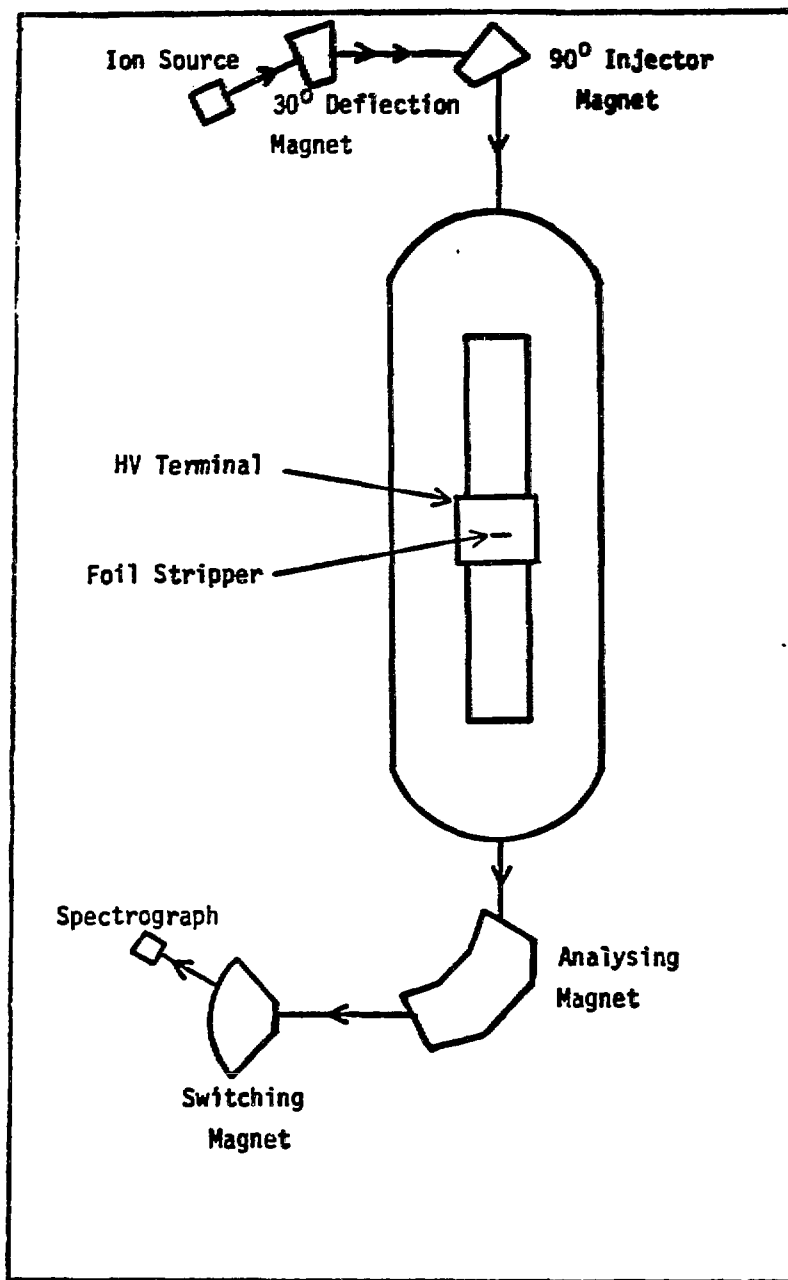 Ion Source
30° Deflection
Magnet
90° Injector
Magnet
HV Terminal
Foil Stripper
Spectrograph
Analysing
Magnet
Switching
Magnet